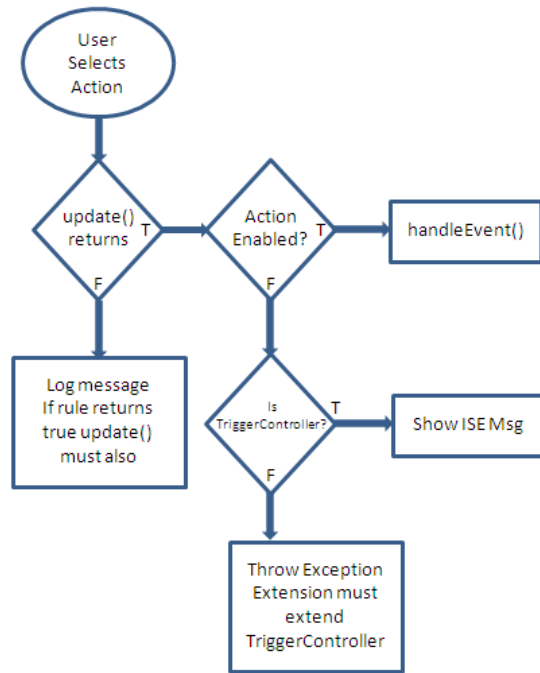 User
Selects
Action
update()
returns
T
F
Action
Enabled?
T
F
handleEvent()
Log message
If rule returns
true update()
must also
Is
TriggerController?
T
F
Show ISE Msg
Throw Exception
Extension must
extend
TriggerController